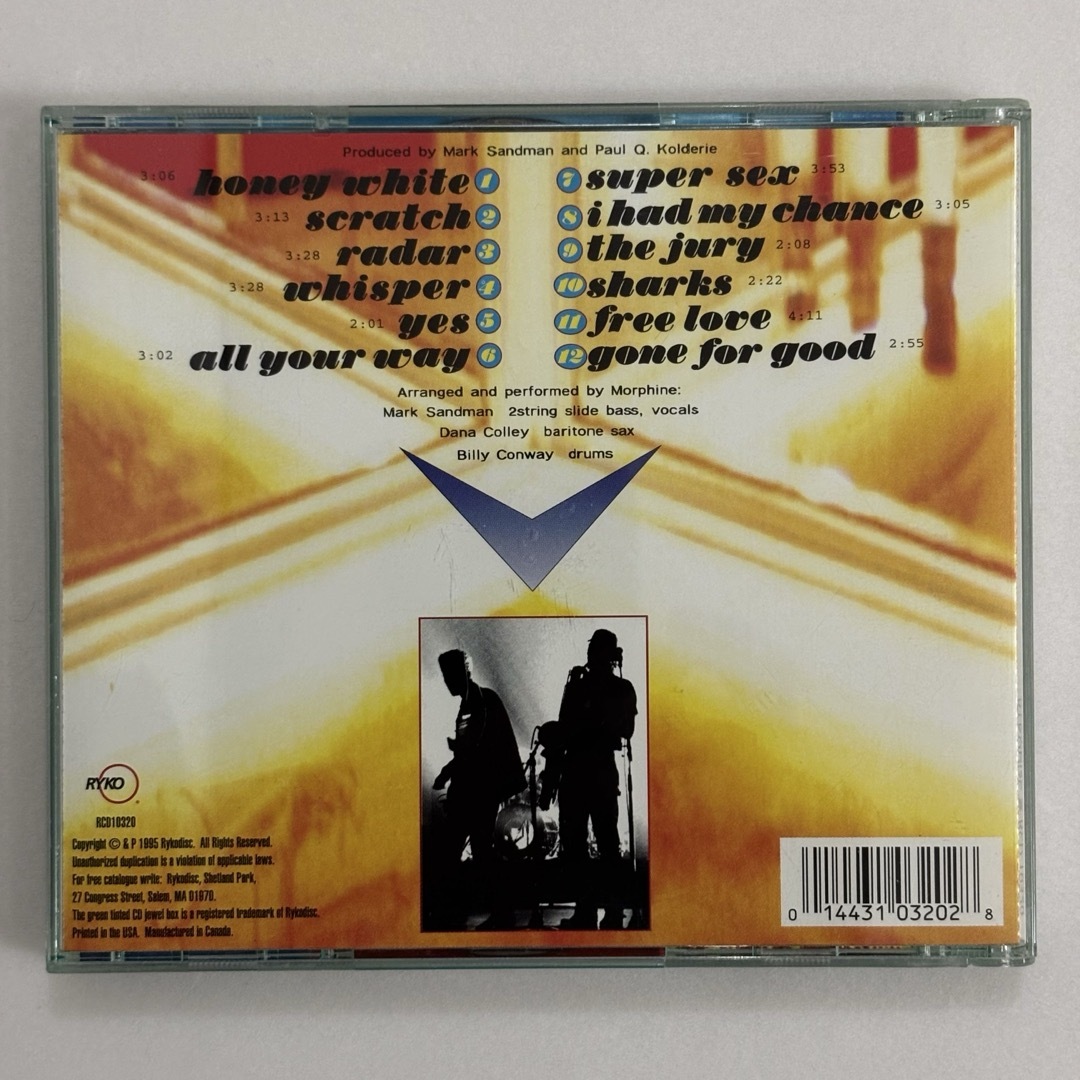 Produced by Mark Sandman and Paul Q. Kolderie
3:06 honey white 1
3:13 scratch 2
3:28 radar 3
3:28 whisper 4
2:01 yes 5
3:02 all your way 6
7 super sex 3:53
8 i had my chance 3:05
9 the jury 2:08
10 sharks 2:22
11 free love 4:11
12 gone for good 2:55
Arranged and performed by Morphine:
Mark Sandman 2string slide bass, vocals
Dana Colley baritone sax
Billy Conway drums
RYKO
RCD10320
Copyright © & P 1995 Rykodisc. All Rights Reserved.
Unauthorized duplication is a violation of applicable laws.
For free catalogue write: Rykodisc, Shetland Park,
27 Congress Street, Salem, MA 01970.
The green tinted CD jewel box is a registered trademark of Rykodisc.
Printed in the USA. Manufactured in Canada.
0 14431 03202 8